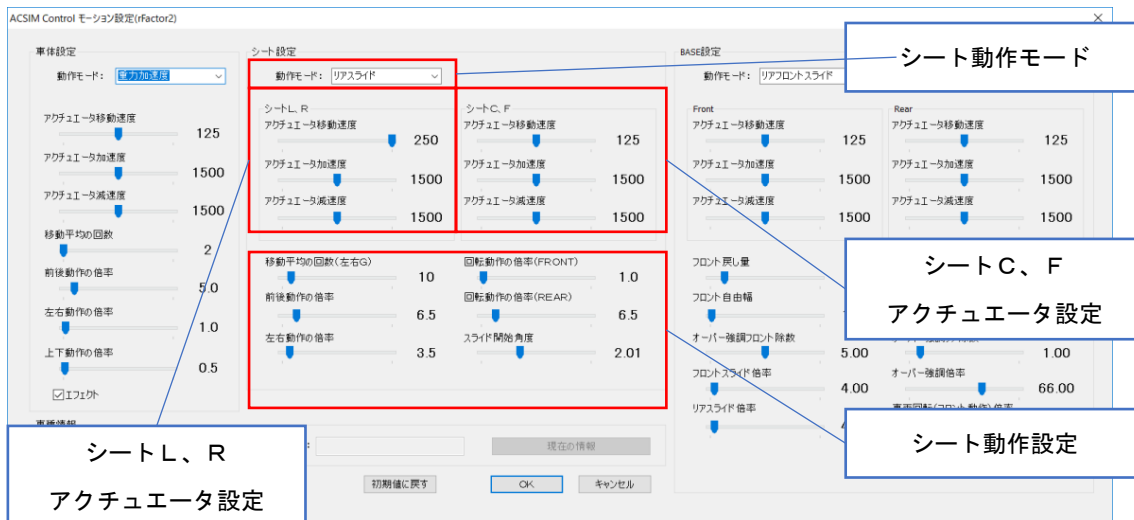 ACSIM Control モーション設定(rFactor2)
車体設定
動作モード： 重力加速度
アクチュエータ移動速度
125
アクチュエータ加速度
1500
アクチュエータ減速度
1500
移動平均の回数
2
前後動作の倍率
5.0
左右動作の倍率
1.0
上下動作の倍率
0.5
エフェクト
シート設定
動作モード： リアスライド
シートL、R
アクチュエータ移動速度
250
アクチュエータ加速度
1500
アクチュエータ減速度
1500
シートC、F
アクチュエータ移動速度
125
アクチュエータ加速度
1500
アクチュエータ減速度
1500
移動平均の回数(左右G)
10
前後動作の倍率
6.5
左右動作の倍率
3.5
回転動作の倍率(FRONT)
1.0
回転動作の倍率(REAR)
6.5
スライド開始角度
2.01
BASE設定
動作モード： リアフロントスライド
Front
アクチュエータ移動速度
125
アクチュエータ加速度
1500
アクチュエータ減速度
1500
Rear
アクチュエータ移動速度
125
アクチュエータ加速度
1500
アクチュエータ減速度
1500
フロント戻し量
フロント自由幅
オーバー強調フロント除数
5.00
フロントスライド倍率
4.00
リアスライド倍率
1.00
オーバー強調倍率
66.00
現在の情報
初期値に戻す
OK
キャンセル
シート動作モード
シートC、F
アクチュエータ設定
シート動作設定
シートL、R
アクチュエータ設定